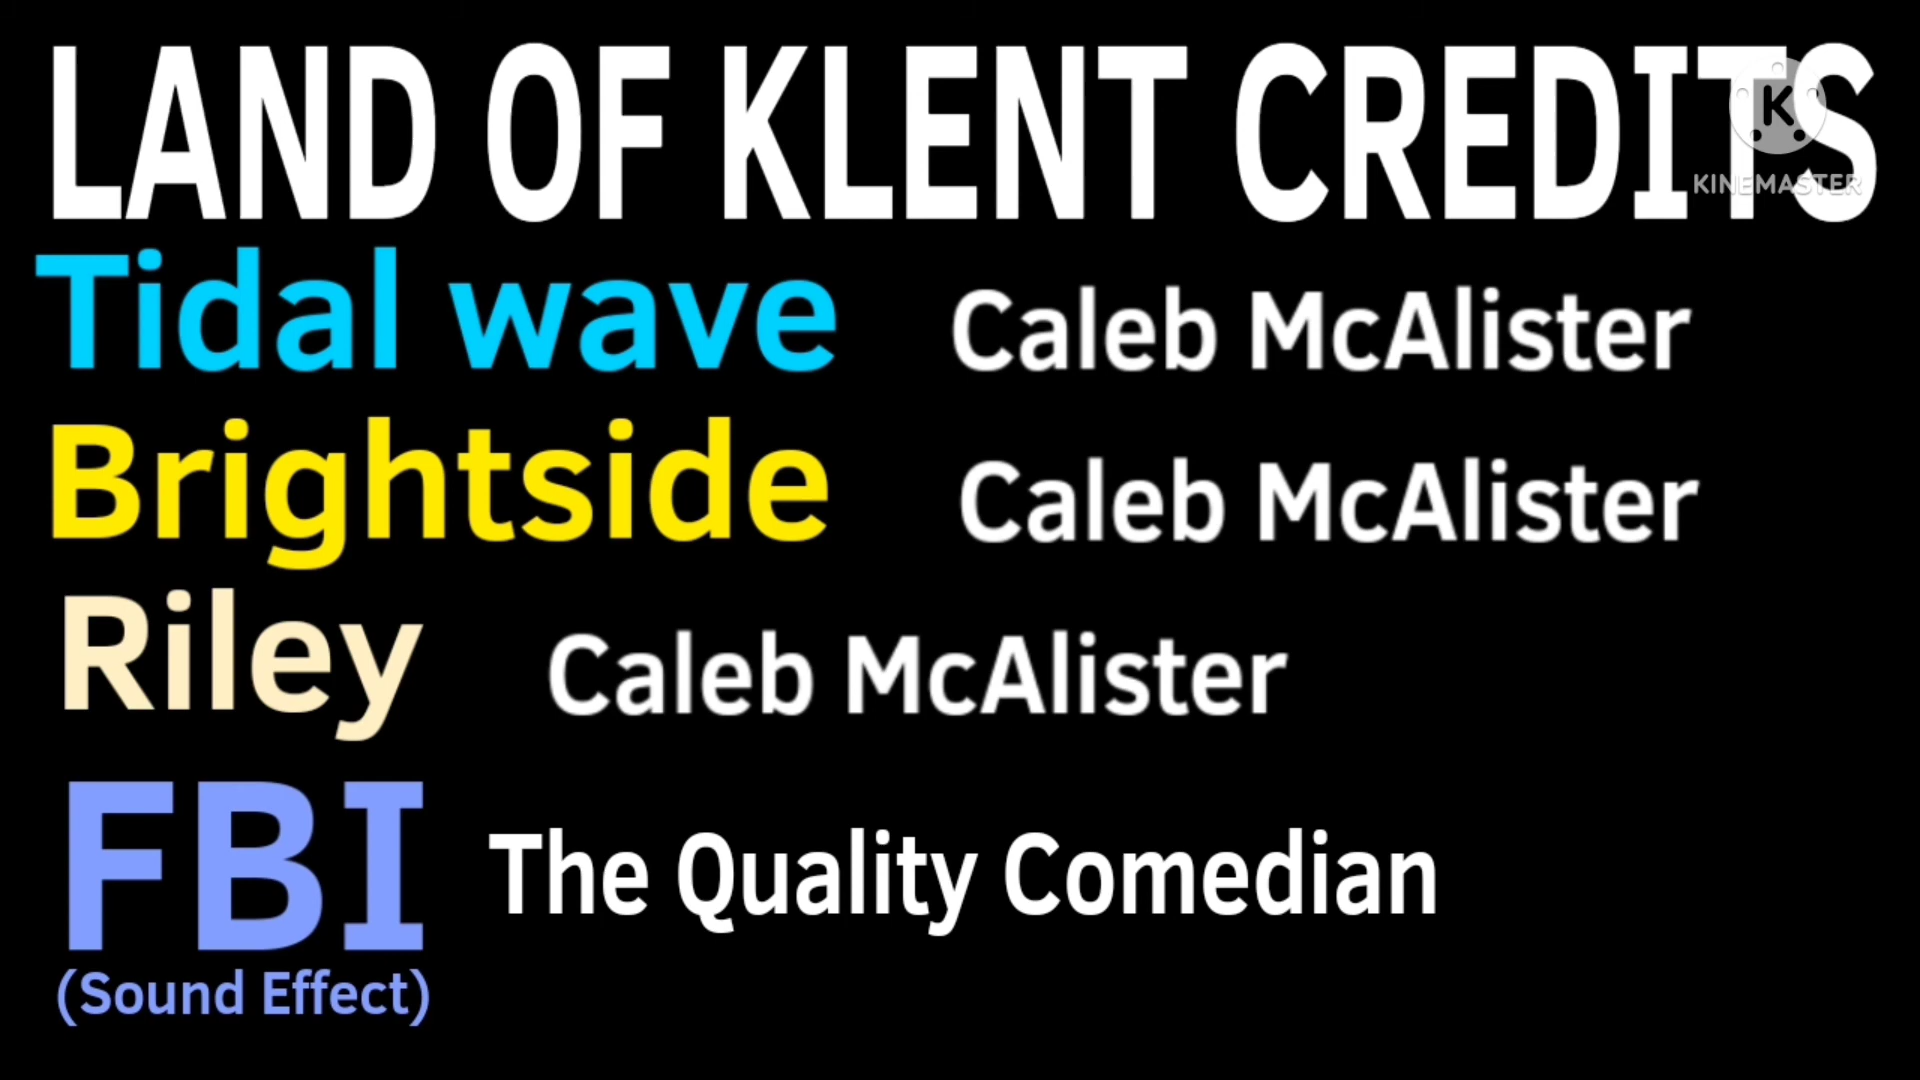 LAND OF KLENT CREDITS
K
KINEMASTER
Tidal wave Caleb McAlister
Brightside Caleb McAlister
Riley Caleb McAlister
FBI The Quality Comedian
(Sound Effect)